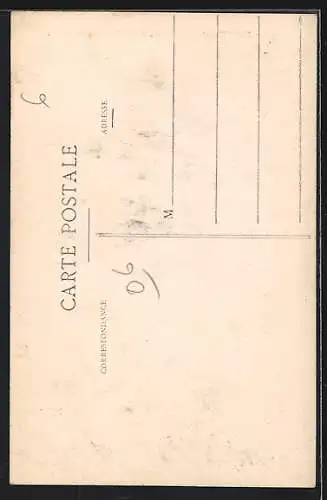 6
CARTE POSTALE
CORRESPONDANCE
ADRESSE
M
06